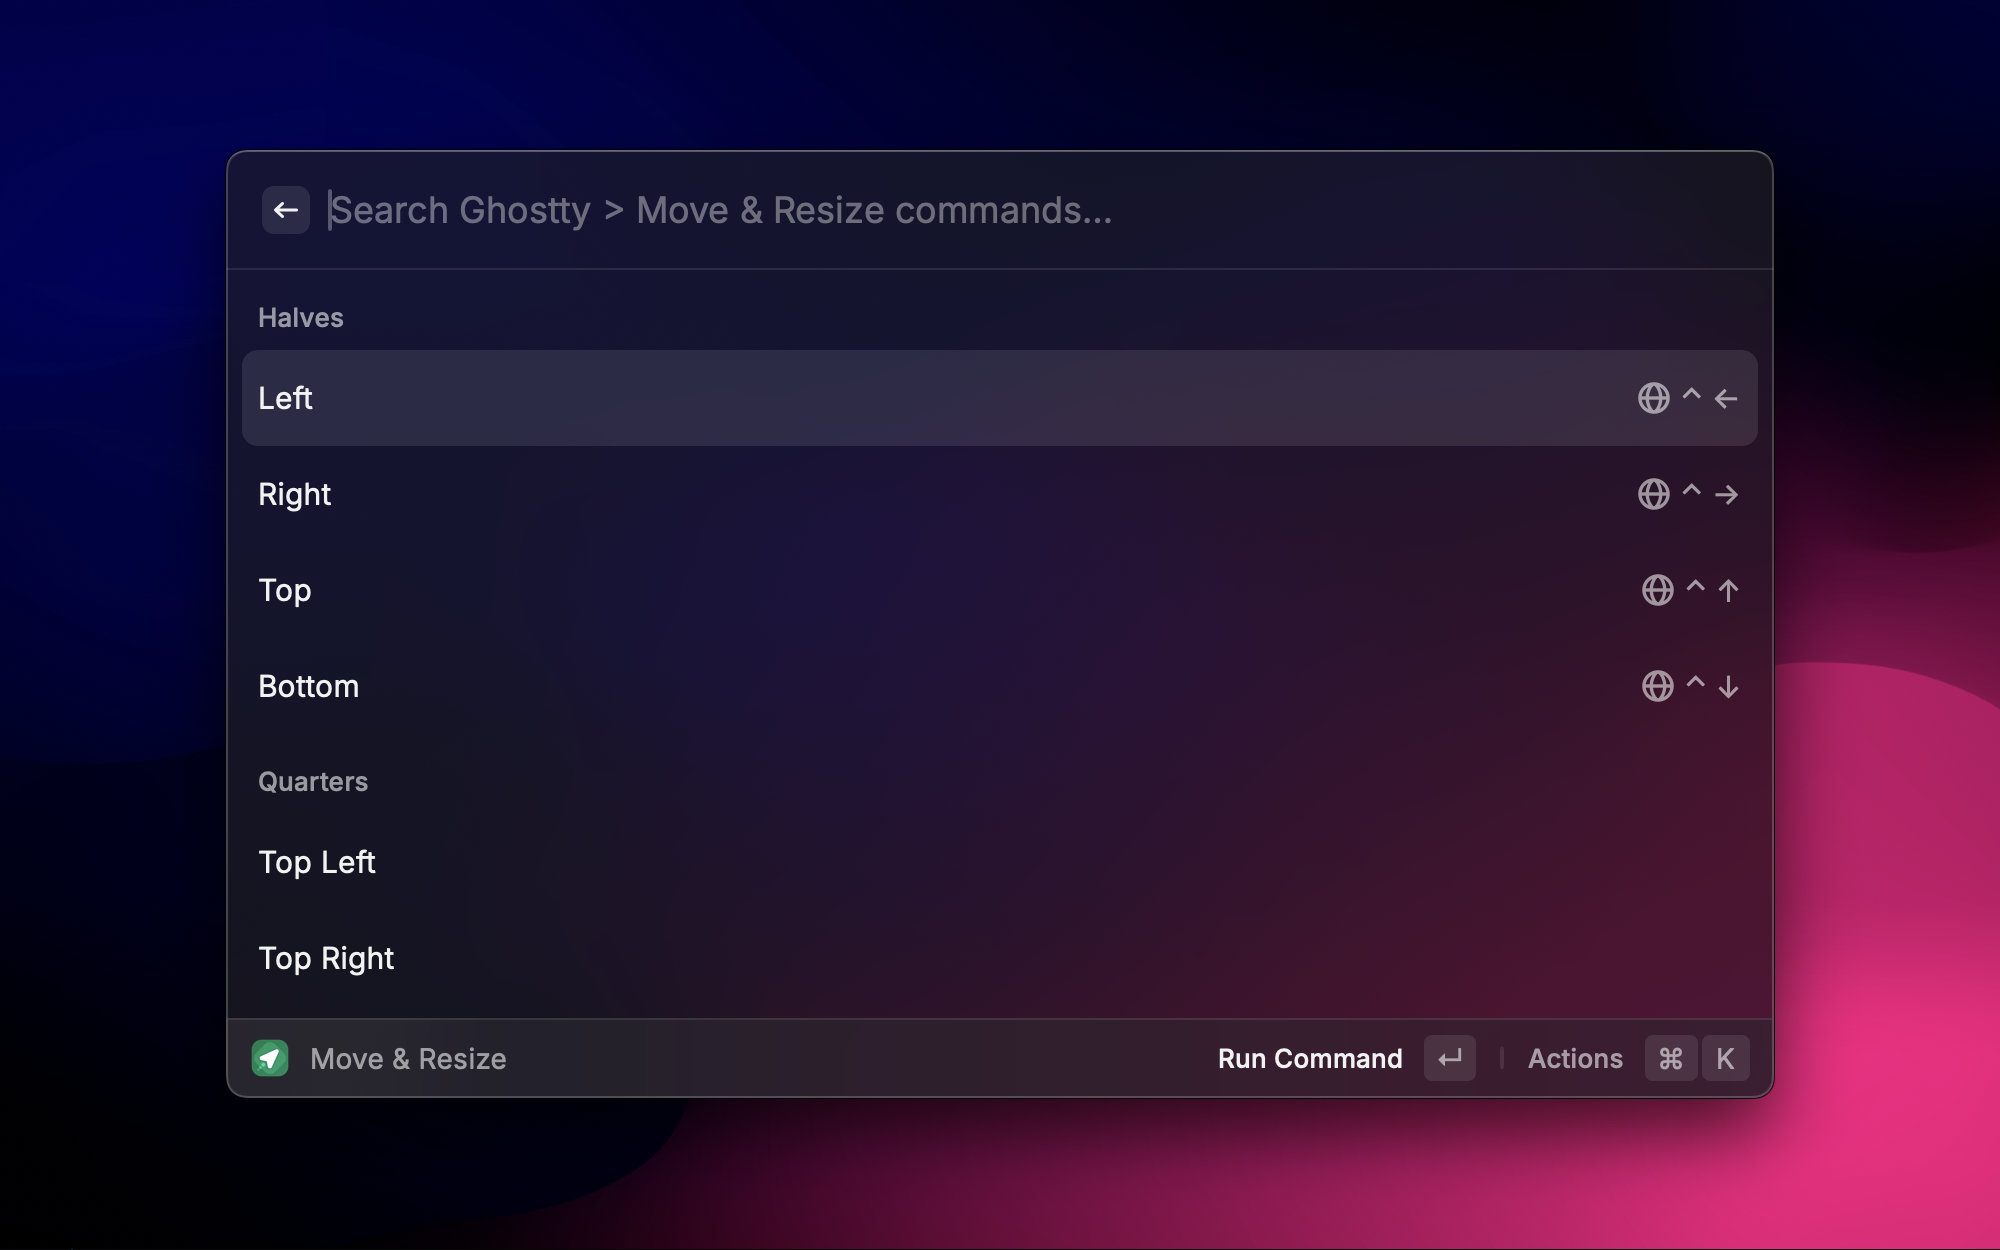 Search Ghostty > Move & Resize commands...
Halves
Left ^ ←
Right ^ →
Top ^ ↑
Bottom ^ ↓
Quarters
Top Left
Top Right
Move & Resize Run Command ↵ Actions ⌘ K